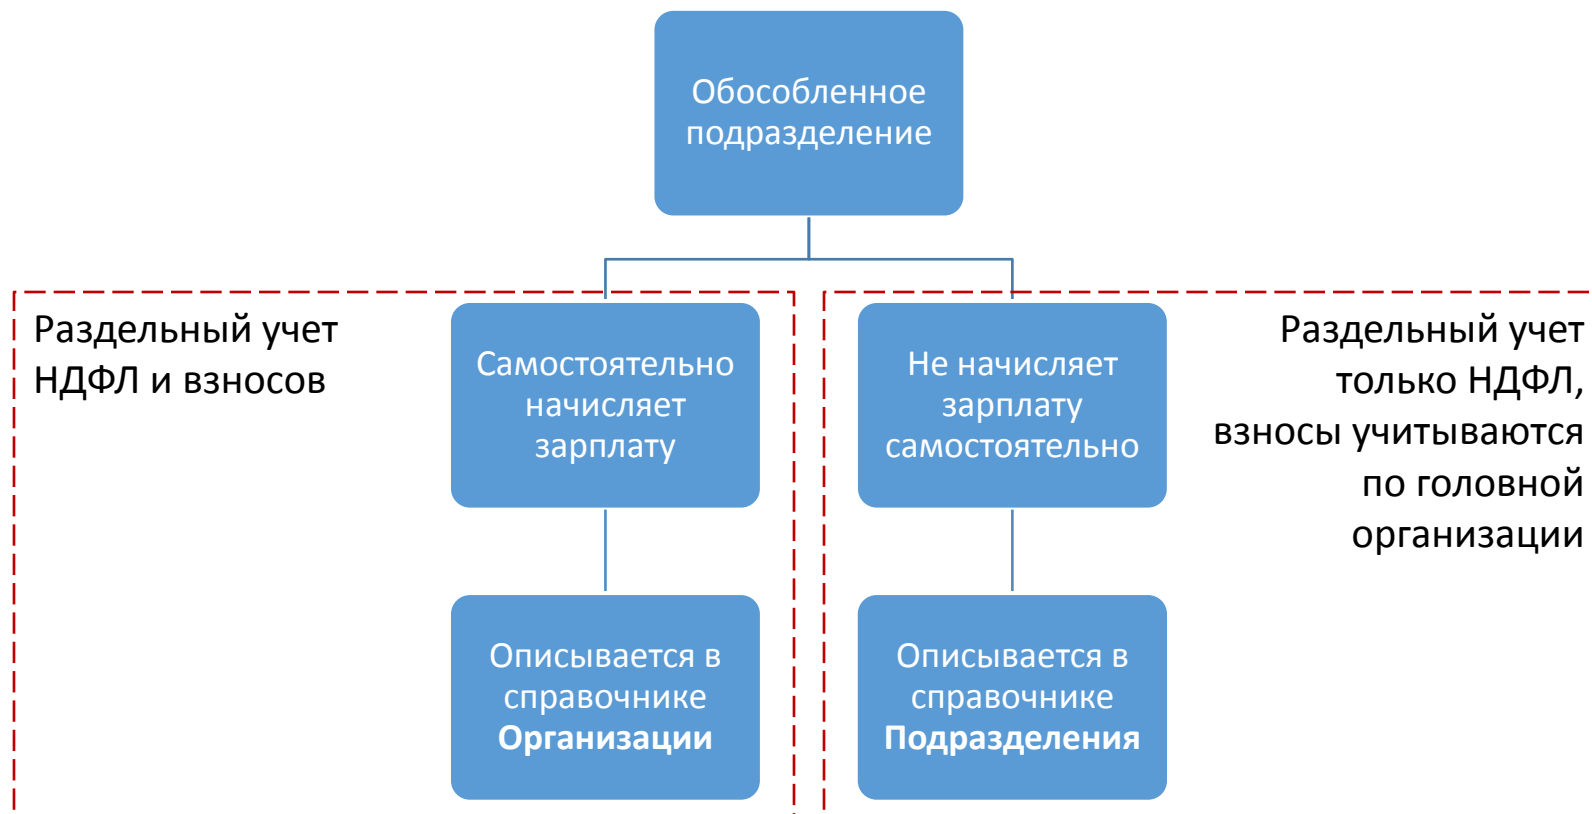 Обособленное
подразделение
Раздельный учет
НДФЛ и взносов
Самостоятельно
начисляет
зарплату
Не начисляет
зарплату
самостоятельно
Раздельный учет
только НДФЛ,
взносы учитываются
по головной
организации
Описывается в
справочнике
Организации
Описывается в
справочнике
Подразделения